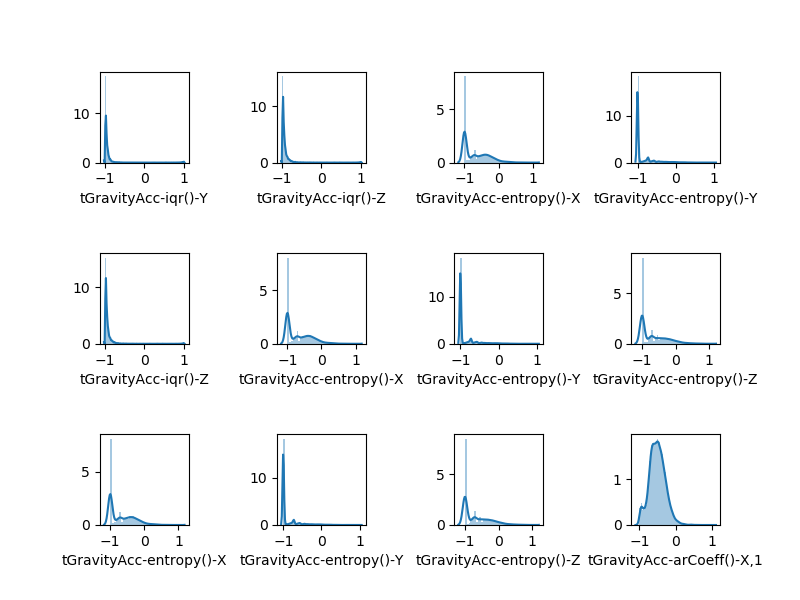 10
0
−1 0 1
tGravityAcc-iqr()-Y
10
0
−1 0 1
tGravityAcc-iqr()-Z
5
0
−1 0 1
tGravityAcc-entropy()-X
10
0
−1 0 1
tGravityAcc-entropy()-Y
10
0
−1 0 1
tGravityAcc-iqr()-Z
5
0
−1 0 1
tGravityAcc-entropy()-X
10
0
−1 0 1
tGravityAcc-entropy()-Y
5
0
−1 0 1
tGravityAcc-entropy()-Z
5
0
−1 0 1
tGravityAcc-entropy()-X
10
0
−1 0 1
tGravityAcc-entropy()-Y
5
0
−1 0 1
tGravityAcc-entropy()-Z
1
0
−1 0 1
tGravityAcc-arCoeff()-X,1